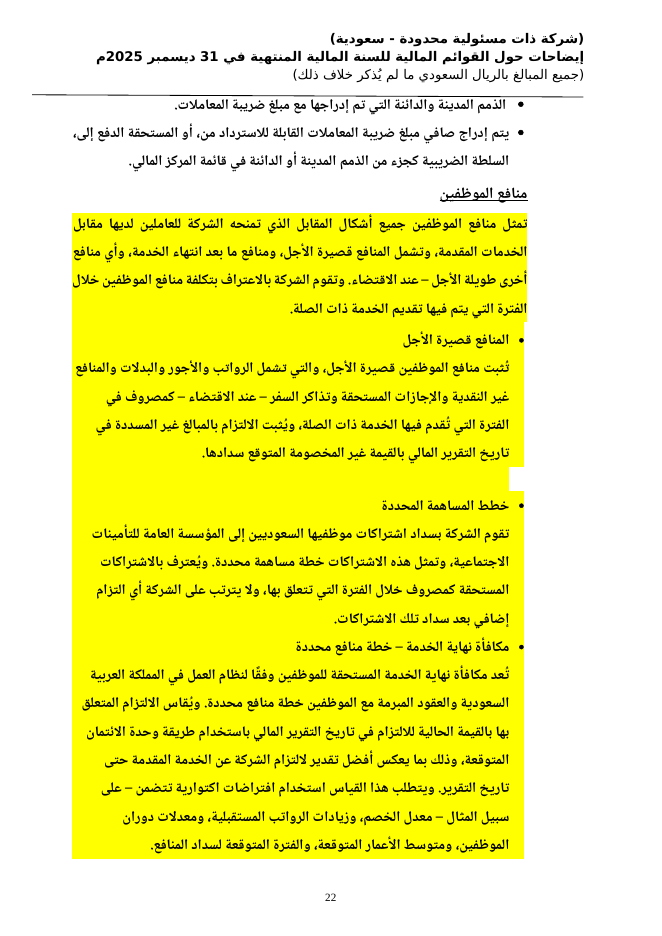 (شركة ذات مسئولية محدودة - سعودية)
إيضاحات حول القوائم المالية للسنة المالية المنتهية في 31 ديسمبر 2025م
(جميع المبالغ بالريال السعودي ما لم يُذكر خلاف ذلك)
• الذمم المدينة والدائنة التي تم إدراجها مع مبلغ ضريبة المعاملات.
• يتم إدراج صافي مبلغ ضريبة المعاملات القابلة للاسترداد من، أو المستحقة الدفع إلى،
السلطة الضريبية كجزء من الذمم المدينة أو الدائنة في قائمة المركز المالي.
منافع الموظفين
تمثل منافع الموظفين جميع أشكال المقابل الذي تمنحه الشركة للعاملين لديها مقابل
الخدمات المقدمة، وتشمل المنافع قصيرة الأجل، ومنافع ما بعد انتهاء الخدمة، وأي منافع
أخرى طويلة الأجل – عند الاقتضاء. وتقوم الشركة بالاعتراف بتكلفة منافع الموظفين خلال
الفترة التي يتم فيها تقديم الخدمة ذات الصلة.
• المنافع قصيرة الأجل
تُثبت منافع الموظفين قصيرة الأجل، والتي تشمل الرواتب والأجور والبدلات والمنافع
غير النقدية والإجازات المستحقة وتذاكر السفر – عند الاقتضاء – كمصروف في
الفترة التي تُقدم فيها الخدمة ذات الصلة، ويُثبت الالتزام بالمبالغ غير المسددة في
تاريخ التقرير المالي بالقيمة غير المخصومة المتوقع سدادها.
• خطط المساهمة المحددة
تقوم الشركة بسداد اشتراكات موظفيها السعوديين إلى المؤسسة العامة للتأمينات
الاجتماعية، وتمثل هذه الاشتراكات خطة مساهمة محددة. ويُعترف بالاشتراكات
المستحقة كمصروف خلال الفترة التي تتعلق بها، ولا يترتب على الشركة أي التزام
إضافي بعد سداد تلك الاشتراكات.
• مكافأة نهاية الخدمة – خطة منافع محددة
تُعد مكافأة نهاية الخدمة المستحقة للموظفين وفقًا لنظام العمل في المملكة العربية
السعودية والعقود المبرمة مع الموظفين خطة منافع محددة. ويُقاس الالتزام المتعلق
بها بالقيمة الحالية للالتزام في تاريخ التقرير المالي باستخدام طريقة وحدة الائتمان
المتوقعة، وذلك بما يعكس أفضل تقدير لالتزام الشركة عن الخدمة المقدمة حتى
تاريخ التقرير. ويتطلب هذا القياس استخدام افتراضات اكتوارية تتضمن – على
سبيل المثال – معدل الخصم، وزيادات الرواتب المستقبلية، ومعدلات دوران
الموظفين، ومتوسط الأعمار المتوقعة، والفترة المتوقعة لسداد المنافع.
22